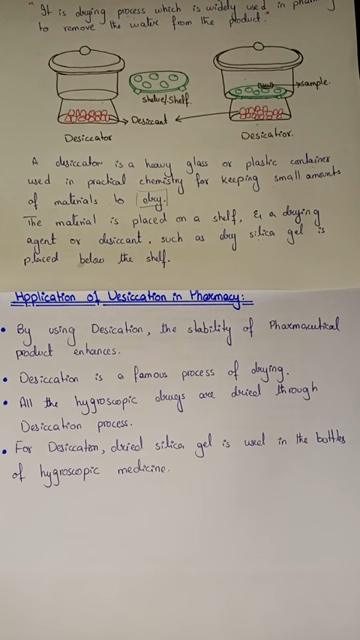 "It is drying process which is widely used in pharm
to remove the water from the product."
sample.
shelve/shelf.
Desiccant
Desiccator
Desicator.
A desiccator is a heavy glass or plastic container
used in practical chemistry for keeping small amounts
of materials to dry.
The material is placed on a shelf, & a drying
agent or desiccant, such as dry silica gel is
placed below the shelf.
Application of Desiccation in Pharmacy:-
• By using Desication, the stability of Pharmacutical
product enhances.
• Desiccation is a famous process of drying.
• All the hygroscopic drugs are dried through
Desiccation process.
• For Desiccation, dried silica gel is used in the bottles
of hygroscopic medicine.